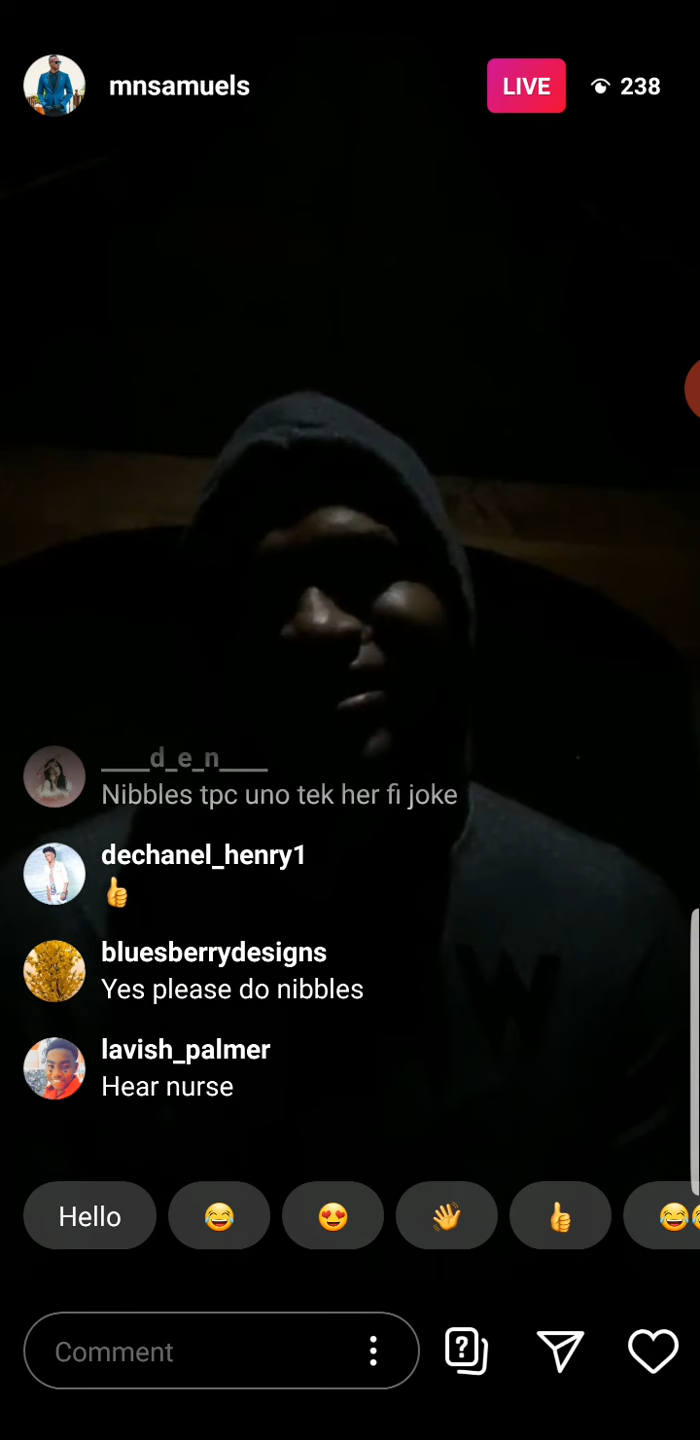 mnsamuels
LIVE
238
____d_e_n____
Nibbles tpc uno tek her fi joke
dechanel_henry1
👍
bluesberrydesigns
Yes please do nibbles
lavish_palmer
Hear nurse
W
Hello 😂 😍 👋 👍 😂
Comment
?